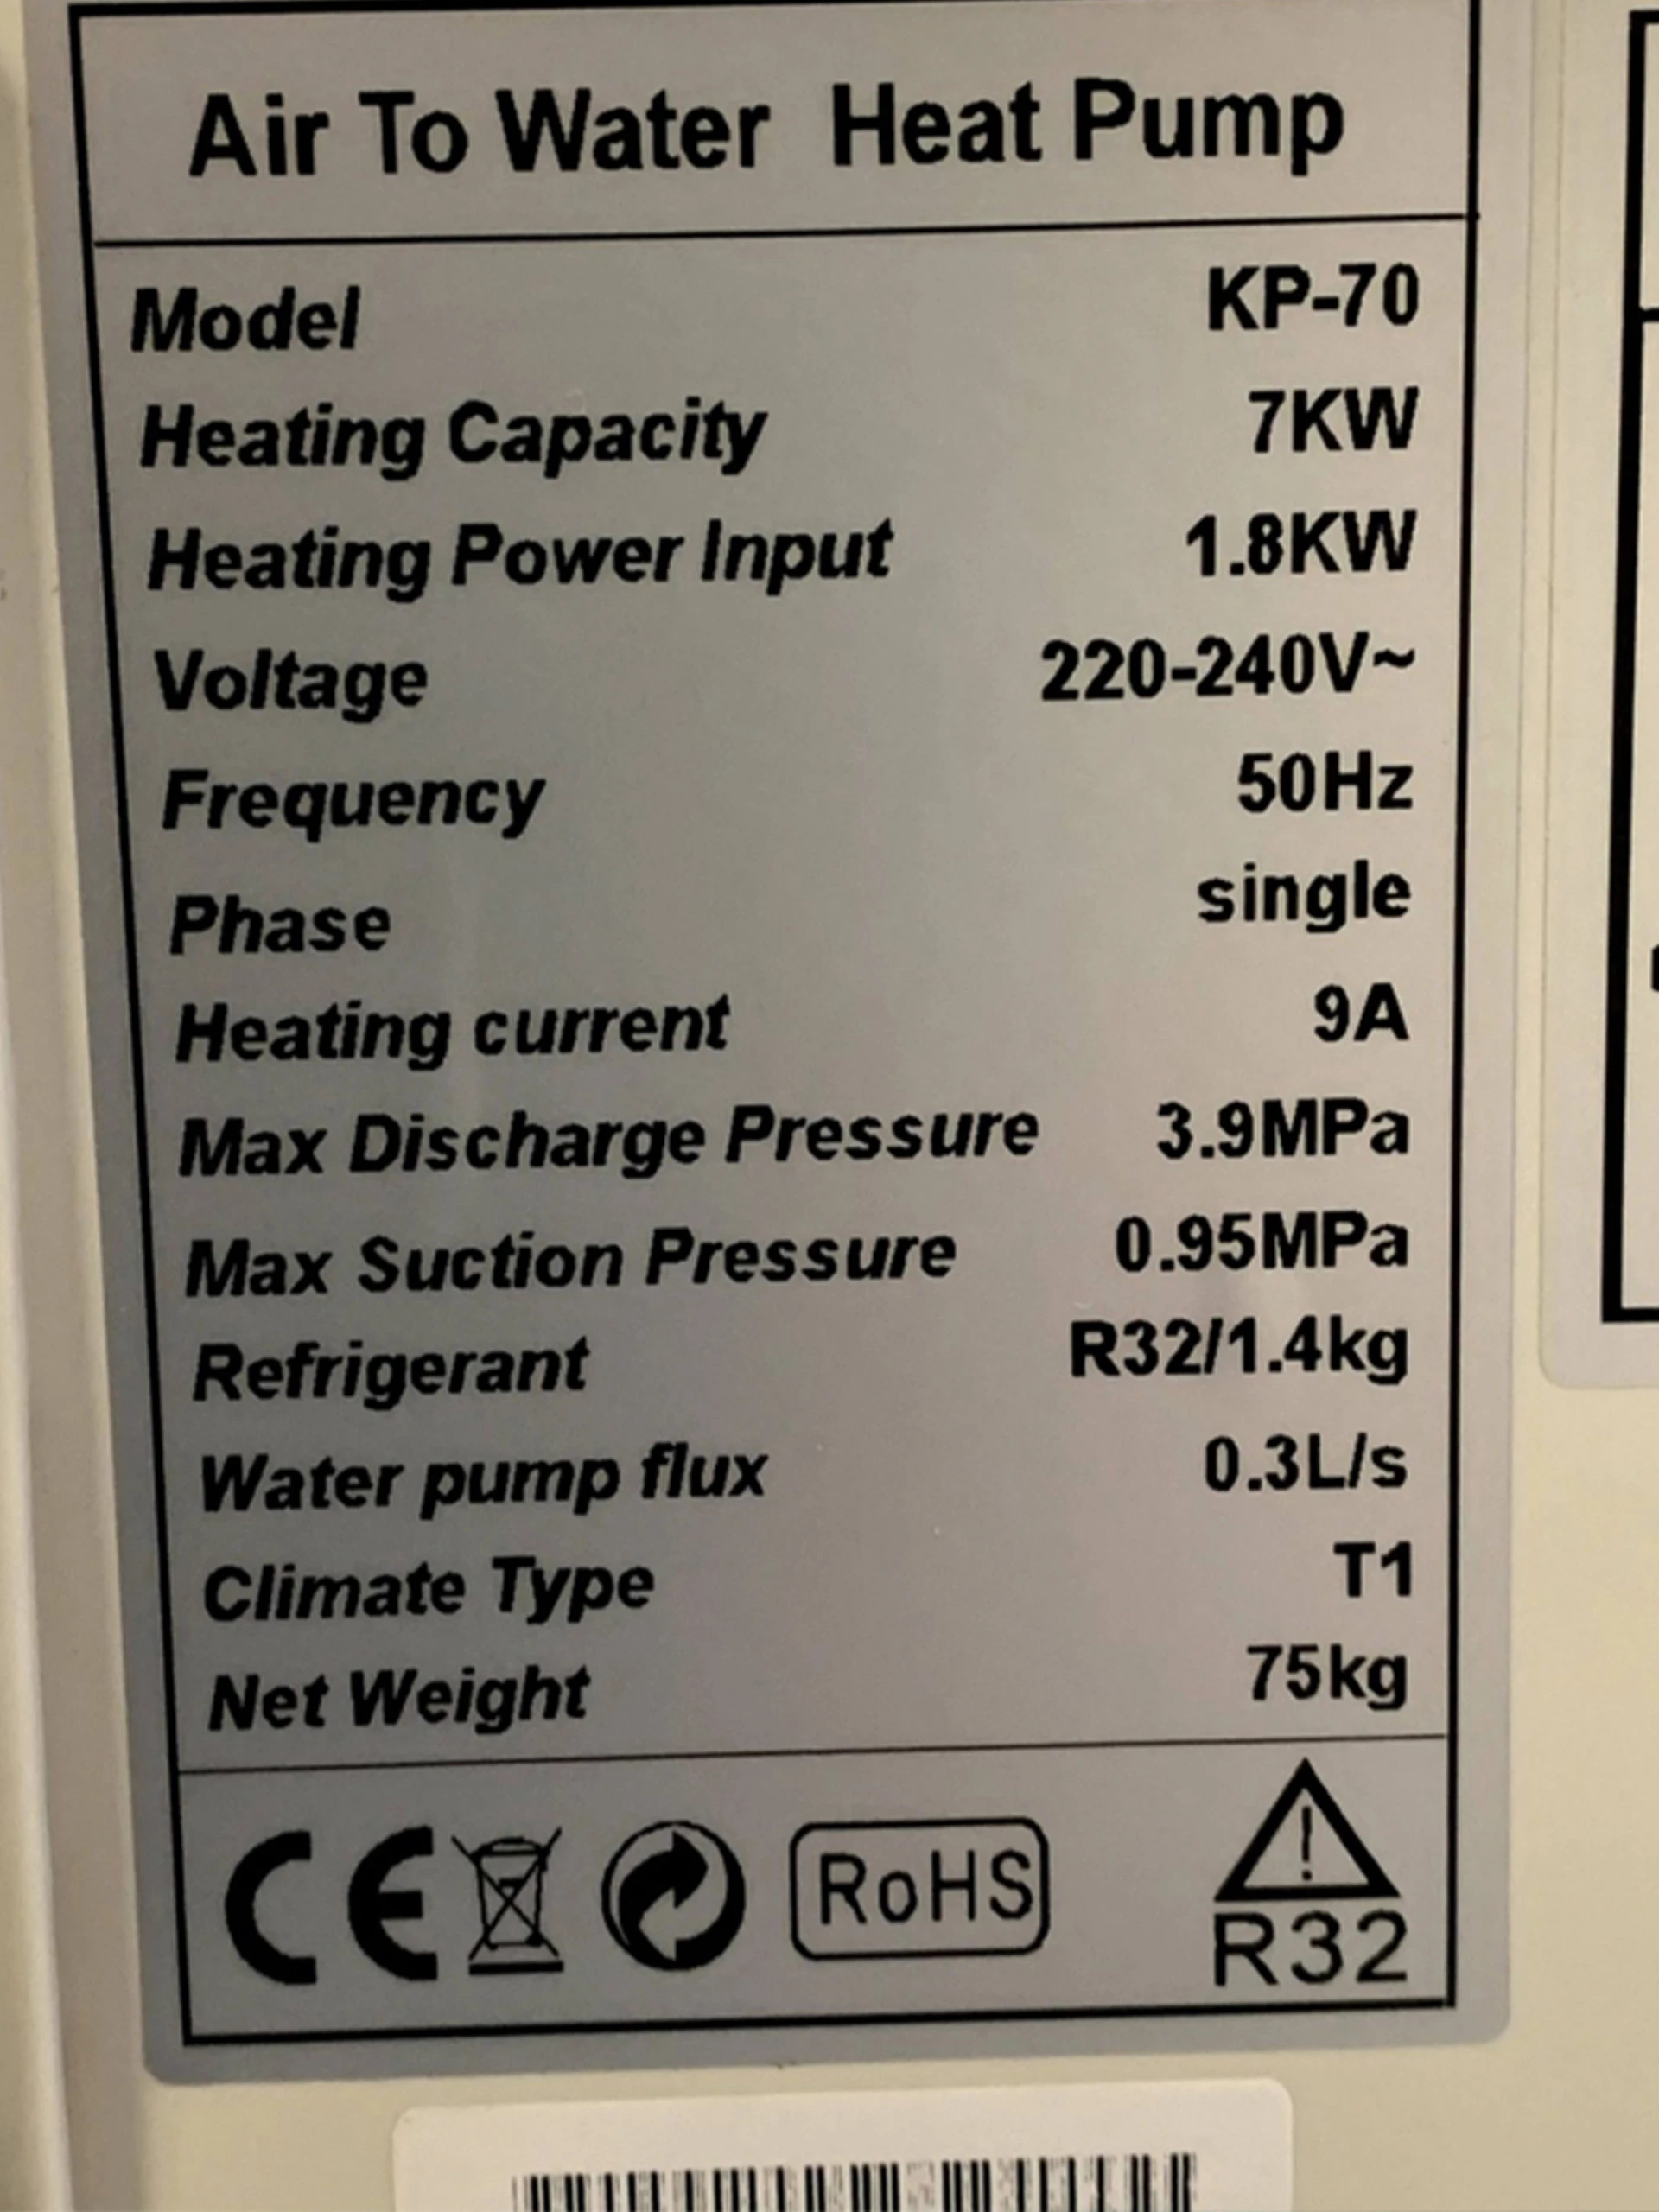 Air To Water Heat Pump
Model KP-70
Heating Capacity 7KW
Heating Power Input 1.8KW
Voltage 220-240V~
Frequency 50Hz
Phase single
Heating current 9A
Max Discharge Pressure 3.9MPa
Max Suction Pressure 0.95MPa
Refrigerant R32/1.4kg
Water pump flux 0.3L/s
Climate Type T1
Net Weight 75kg
CE RoHS ! R32